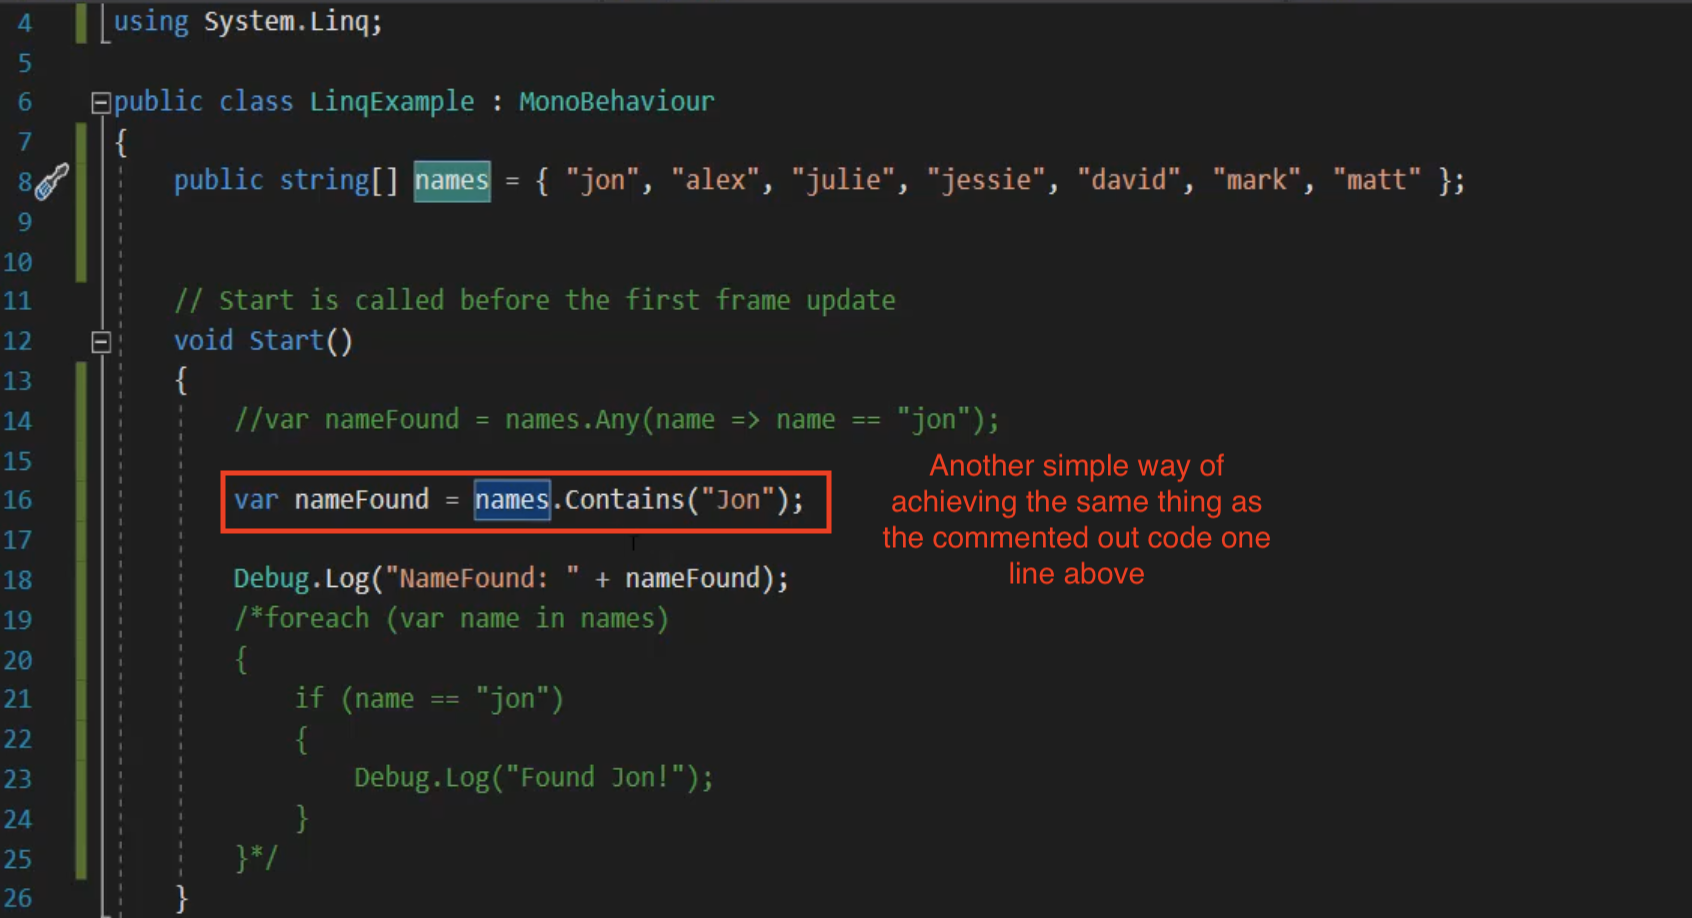 4 using System.Linq;
5
6 public class LinqExample : MonoBehaviour
7 {
8 public string[] names = { "jon", "alex", "julie", "jessie", "david", "mark", "matt" };
9
10
11 // Start is called before the first frame update
12 void Start()
13 {
14 //var nameFound = names.Any(name => name == "jon");
15
16 var nameFound = names.Contains("Jon");
17
18 Debug.Log("NameFound: " + nameFound);
19 /*foreach (var name in names)
20 {
21 if (name == "jon")
22 {
23 Debug.Log("Found Jon!");
24 }
25 }*/
26 }
Another simple way of
achieving the same thing as
the commented out code one
line above